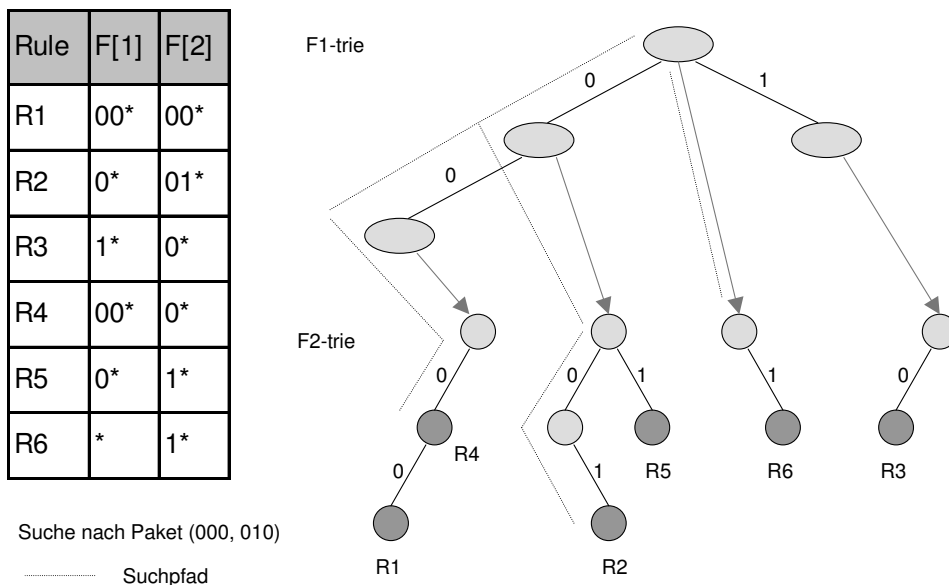 Rule F[1] F[2]
R1 00* 00*
R2 0* 01*
R3 1* 0*
R4 00* 0*
R5 0* 1*
R6 * 1*
Suche nach Paket (000, 010)
Suchpfad
F1-trie
0 1
0
F2-trie
0 0 1 1 0
R4 R5 R6 R3
0 1
R1 R2